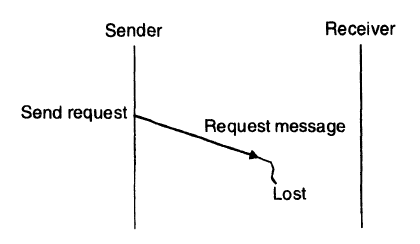 Sender
Receiver
Send request
Request message
Lost